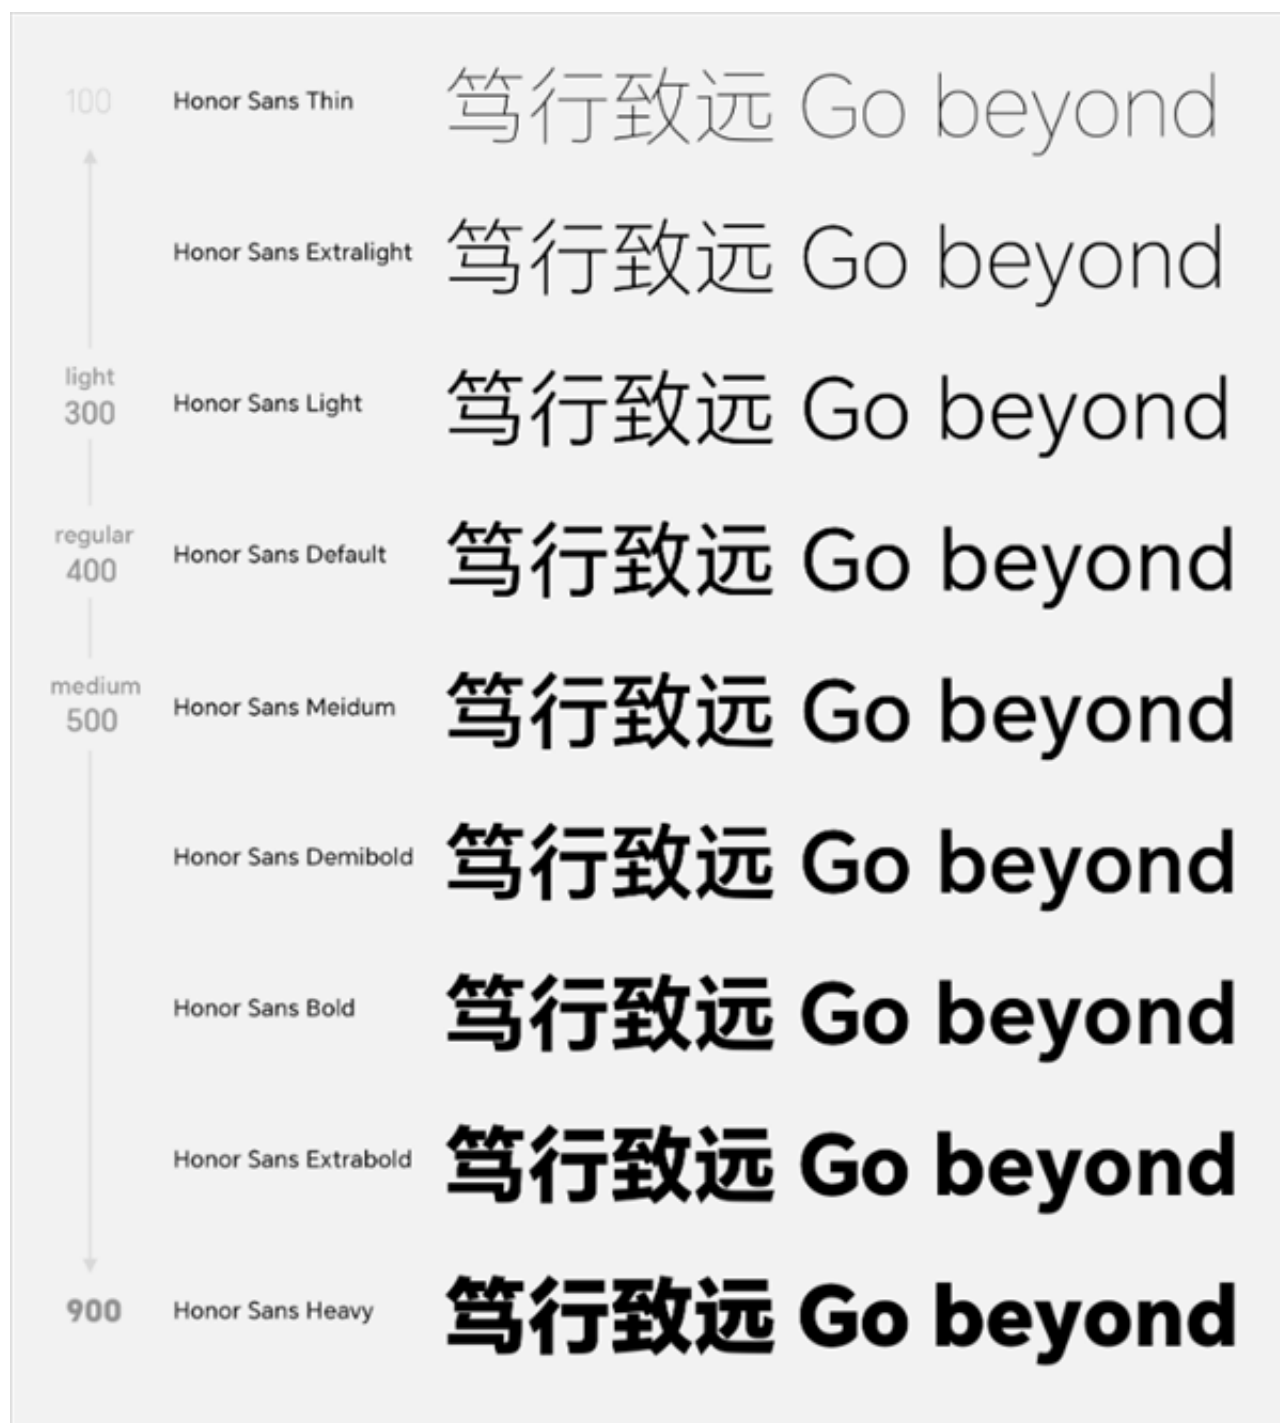 100 Honor Sans Thin 笃行致远 Go beyond
Honor Sans Extralight 笃行致远 Go beyond
light
300 Honor Sans Light 笃行致远 Go beyond
regular
400 Honor Sans Default 笃行致远 Go beyond
medium
500 Honor Sans Meidum 笃行致远 Go beyond
Honor Sans Demibold 笃行致远 Go beyond
Honor Sans Bold 笃行致远 Go beyond
Honor Sans Extrabold 笃行致远 Go beyond
900 Honor Sans Heavy 笃行致远 Go beyond